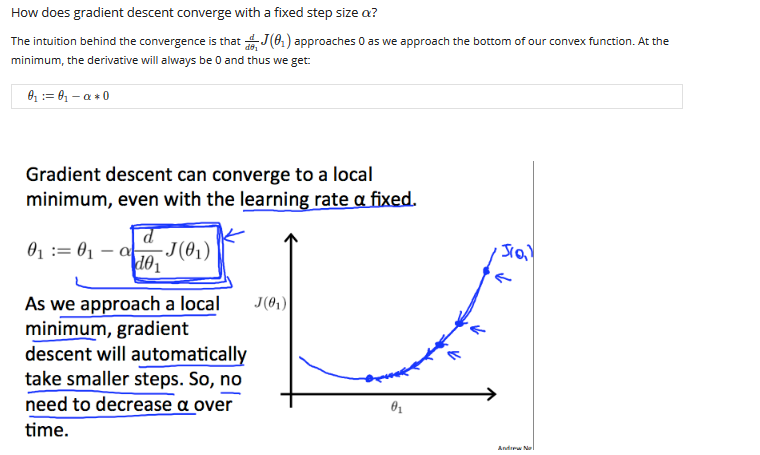 How does gradient descent converge with a fixed step size α?
The intuition behind the convergence is that d/dθ₁ J(θ₁) approaches 0 as we approach the bottom of our convex function. At the
minimum, the derivative will always be 0 and thus we get:
θ₁ := θ₁ − α * 0
Gradient descent can converge to a local
minimum, even with the learning rate α fixed.
θ₁ := θ₁ − α d/dθ₁ J(θ₁)
J(θ₁)
As we approach a local
minimum, gradient
descent will automatically
take smaller steps. So, no
need to decrease α over
time.
J(θ₁)
θ₁
Andrew Ng